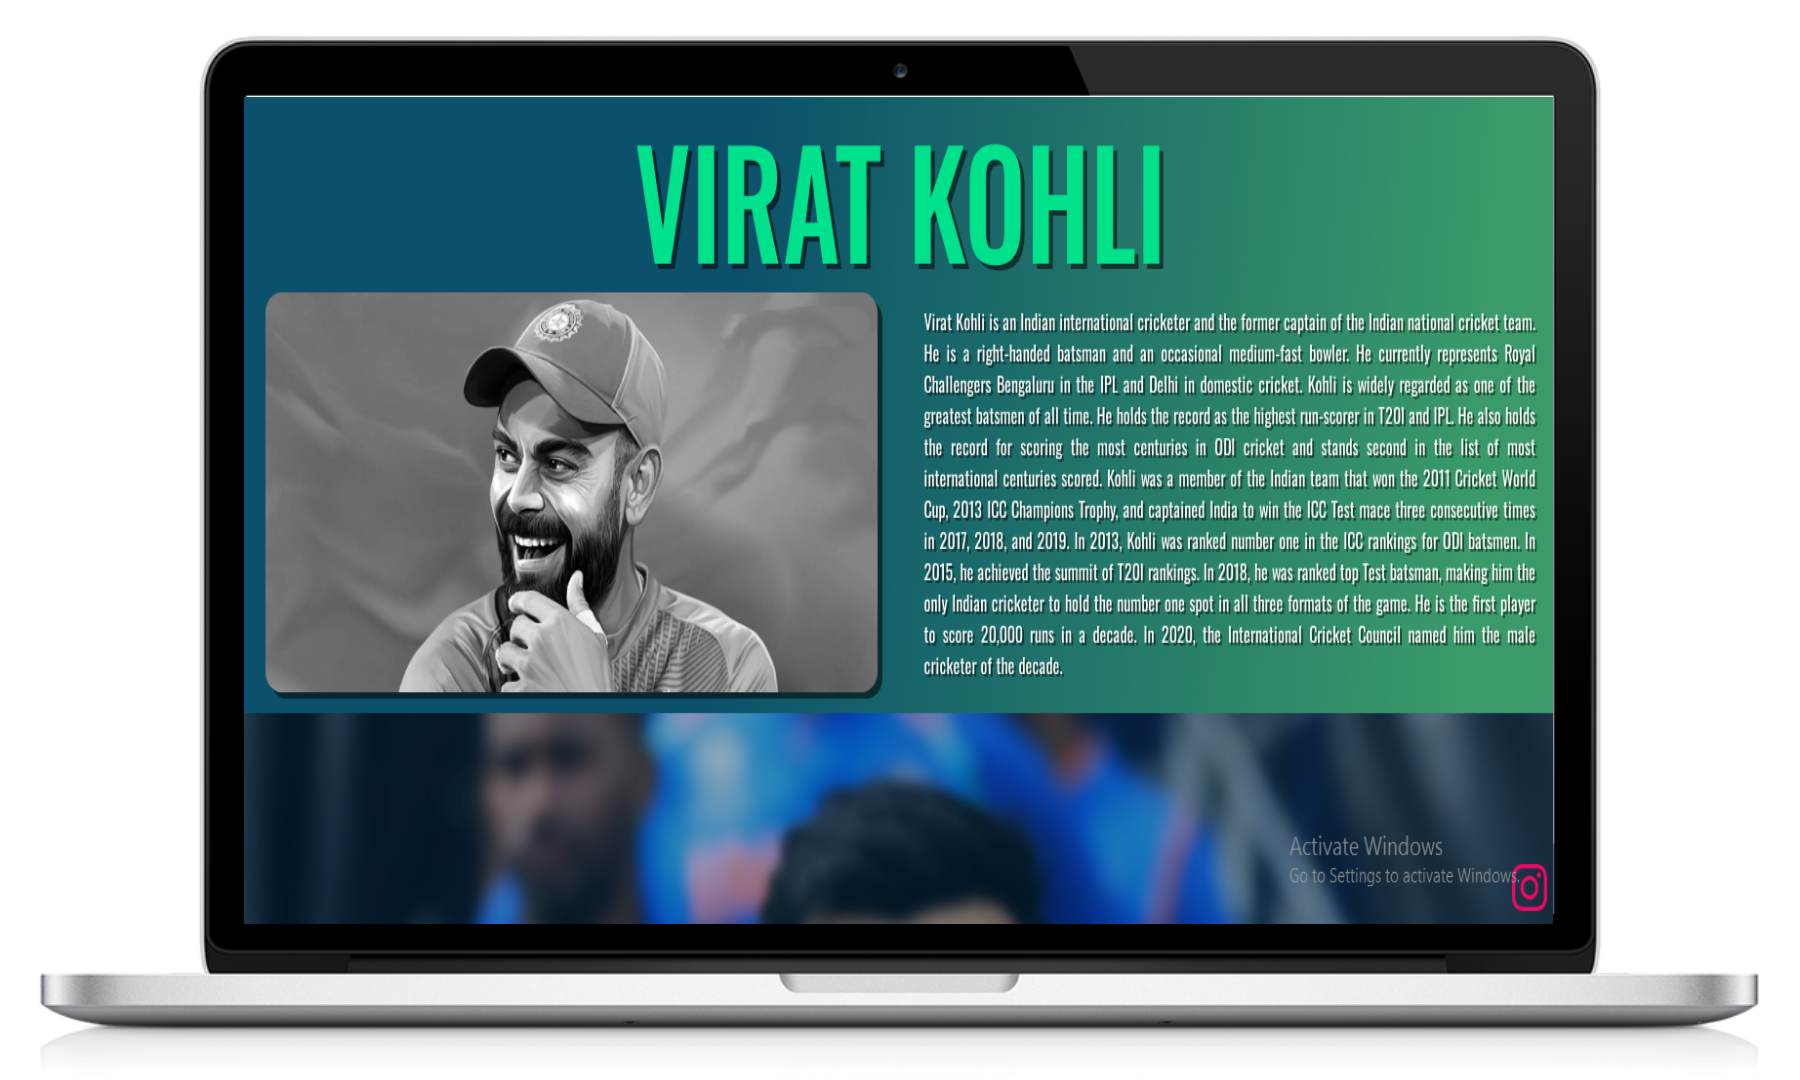 VIRAT KOHLI
Virat Kohli is an Indian international cricketer and the former captain of the Indian national cricket team.
He is a right-handed batsman and an occasional medium-fast bowler. He currently represents Royal
Challengers Bengaluru in the IPL and Delhi in domestic cricket. Kohli is widely regarded as one of the
greatest batsmen of all time. He holds the record as the highest run-scorer in T20I and IPL. He also holds
the record for scoring the most centuries in ODI cricket and stands second in the list of most
international centuries scored. Kohli was a member of the Indian team that won the 2011 Cricket World
Cup, 2013 ICC Champions Trophy, and captained India to win the ICC Test mace three consecutive times
in 2017, 2018, and 2019. In 2013, Kohli was ranked number one in the ICC rankings for ODI batsmen. In
2015, he achieved the summit of T20I rankings. In 2018, he was ranked top Test batsman, making him the
only Indian cricketer to hold the number one spot in all three formats of the game. He is the first player
to score 20,000 runs in a decade. In 2020, the International Cricket Council named him the male
cricketer of the decade.
Activate Windows
Go to Settings to activate Windows.